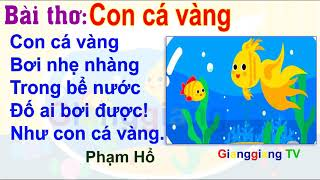 Bài thơ: Con cá vàng
Con cá vàng
Bơi nhẹ nhàng
Trong bể nước
Đố ai bơi được!
Như con cá vàng.
Phạm Hổ
Gianggiang TV